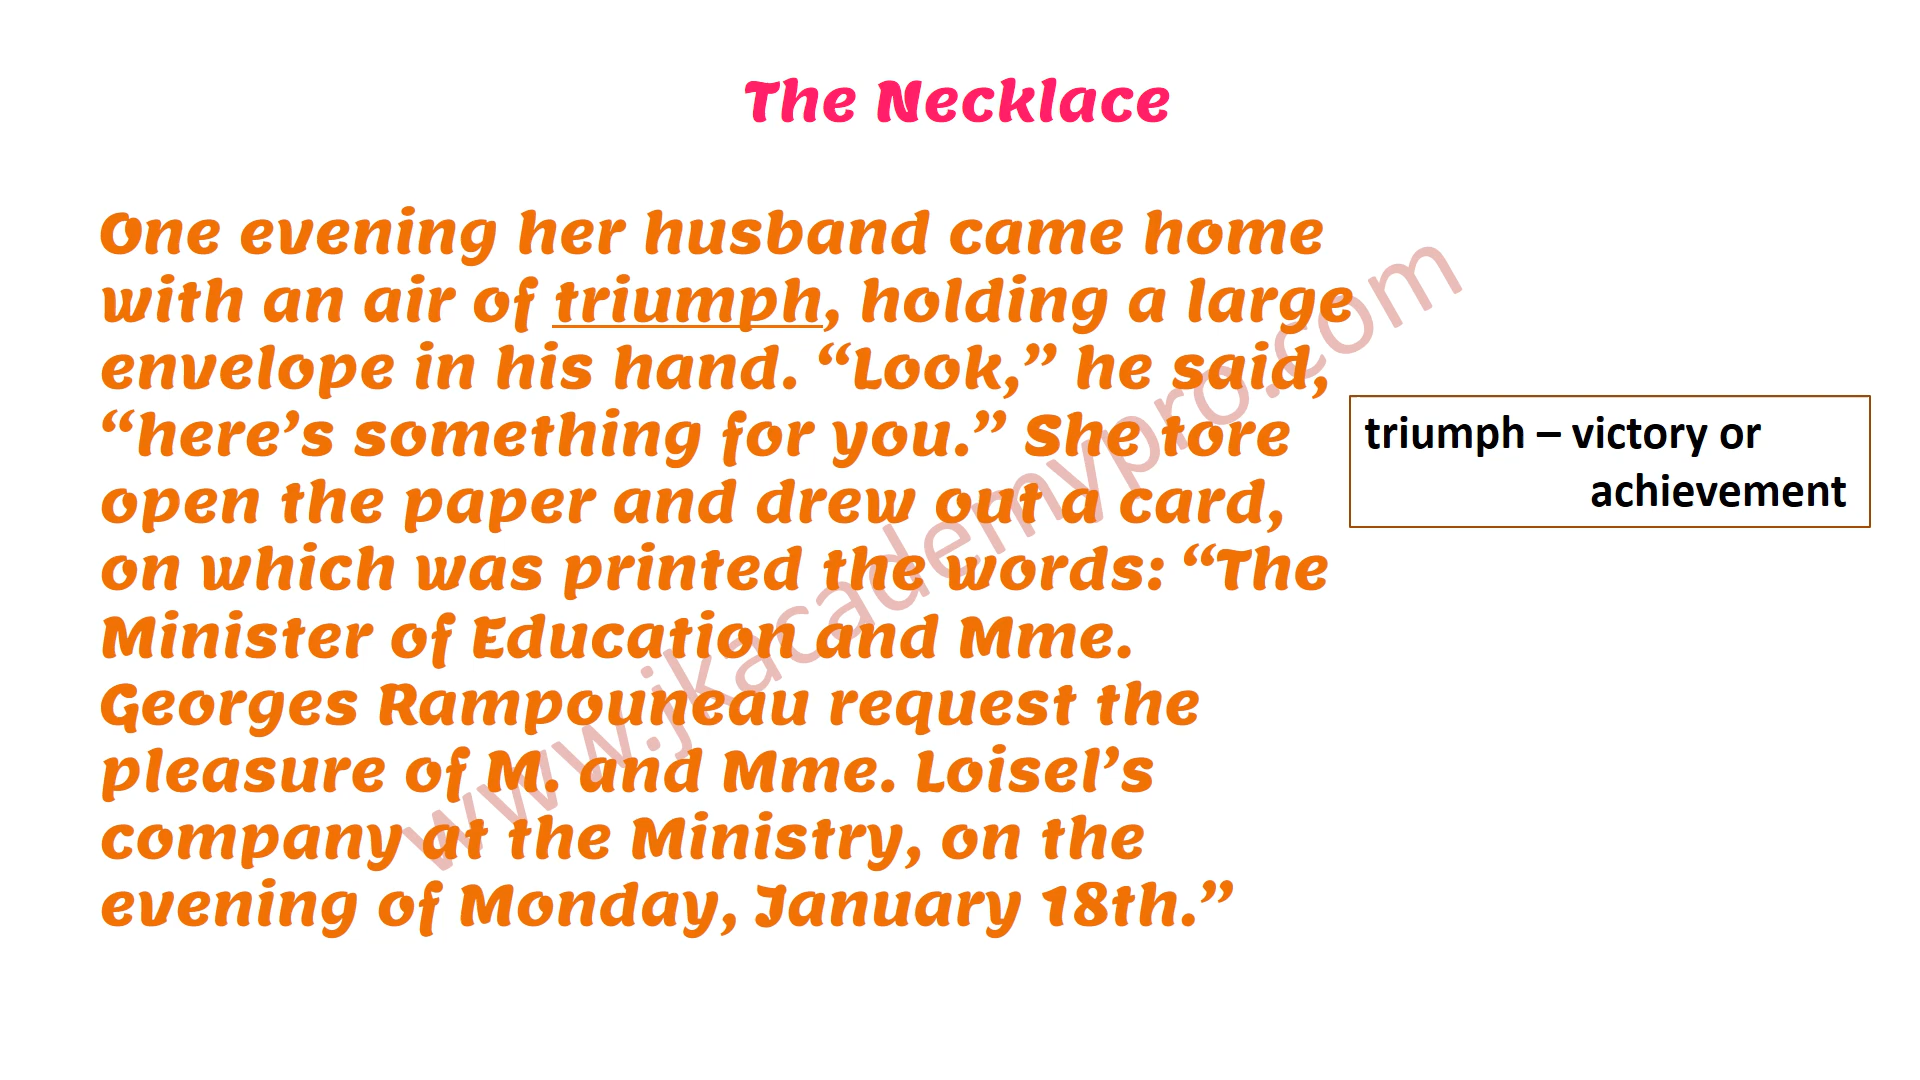 The Necklace
One evening her husband came home
with an air of triumph, holding a large
envelope in his hand. “Look,” he said,
“here’s something for you.” She tore
open the paper and drew out a card,
on which was printed the words: “The
Minister of Education and Mme.
Georges Rampouneau request the
pleasure of M. and Mme. Loisel’s
company at the Ministry, on the
evening of Monday, January 18th.”
triumph – victory or
achievement
www.jkacademypro.com